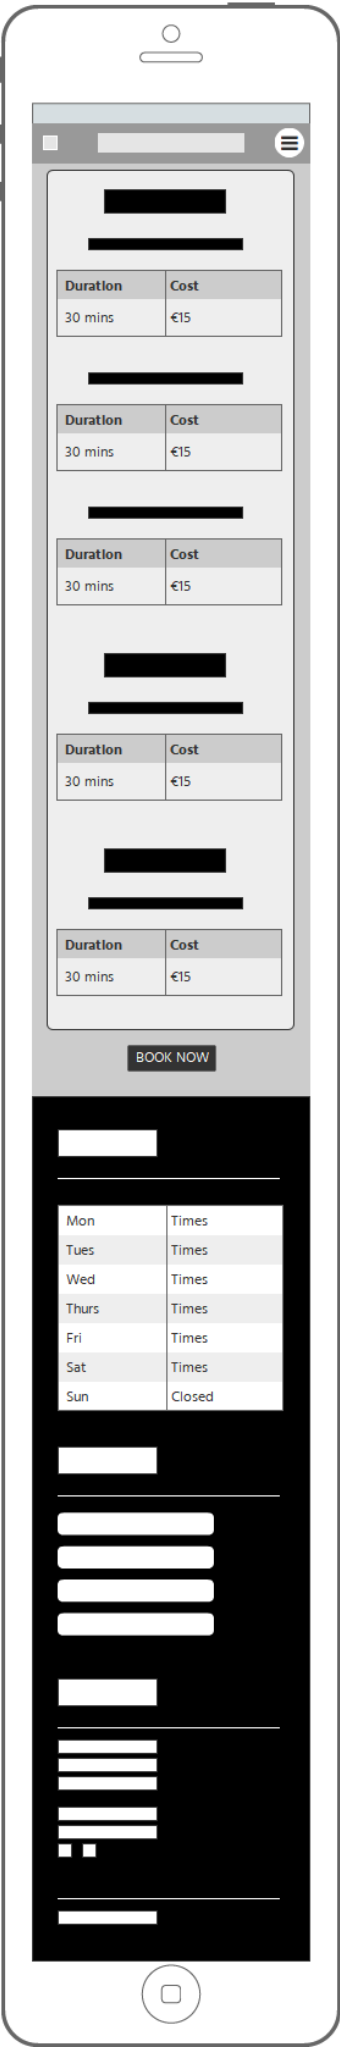 Duration Cost
30 mins €15
Duration Cost
30 mins €15
Duration Cost
30 mins €15
Duration Cost
30 mins €15
Duration Cost
30 mins €15
BOOK NOW
Mon Times
Tues Times
Wed Times
Thurs Times
Fri Times
Sat Times
Sun Closed